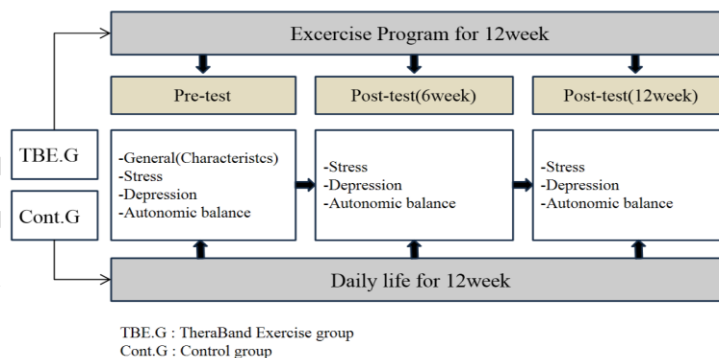 Excercise Program for 12week
Pre-test
Post-test(6week)
Post-test(12week)
TBE.G
Cont.G
-General(Characteristcs)
-Stress
-Depression
-Autonomic balance
-Stress
-Depression
-Autonomic balance
-Stress
-Depression
-Autonomic balance
Daily life for 12week
TBE.G : TheraBand Exercise group
Cont.G : Control group